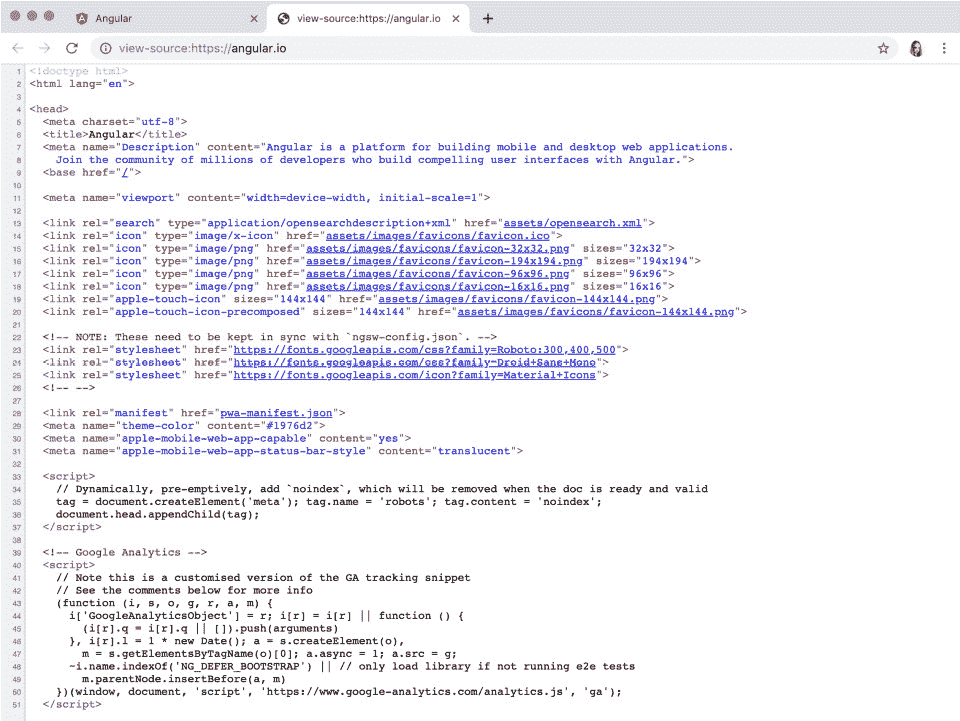 Angular
view-source:https://angular.io
view-source:https://angular.io
1 <!doctype html>
2 <html lang="en">
3
4 <head>
5 <meta charset="utf-8">
6 <title>Angular</title>
7 <meta name="Description" content="Angular is a platform for building mobile and desktop web applications.
8 Join the community of millions of developers who build compelling user interfaces with Angular.">
9 <base href="/">
10
11 <meta name="viewport" content="width=device-width, initial-scale=1">
12
13 <link rel="search" type="application/opensearchdescription+xml" href="assets/opensearch.xml">
14 <link rel="icon" type="image/x-icon" href="assets/images/favicons/favicon.ico">
15 <link rel="icon" type="image/png" href="assets/images/favicons/favicon-32x32.png" sizes="32x32">
16 <link rel="icon" type="image/png" href="assets/images/favicons/favicon-194x194.png" sizes="194x194">
17 <link rel="icon" type="image/png" href="assets/images/favicons/favicon-96x96.png" sizes="96x96">
18 <link rel="icon" type="image/png" href="assets/images/favicons/favicon-16x16.png" sizes="16x16">
19 <link rel="apple-touch-icon" sizes="144x144" href="assets/images/favicons/favicon-144x144.png">
20 <link rel="apple-touch-icon-precomposed" sizes="144x144" href="assets/images/favicons/favicon-144x144.png">
21
22 <!-- NOTE: These need to be kept in sync with `ngsw-config.json`. -->
23 <link rel="stylesheet" href="https://fonts.googleapis.com/css?family=Roboto:300,400,500">
24 <link rel="stylesheet" href="https://fonts.googleapis.com/css?family=Droid+Sans+Mono">
25 <link rel="stylesheet" href="https://fonts.googleapis.com/icon?family=Material+Icons">
26 <!-- -->
27
28 <link rel="manifest" href="pwa-manifest.json">
29 <meta name="theme-color" content="#1976d2">
30 <meta name="apple-mobile-web-app-capable" content="yes">
31 <meta name="apple-mobile-web-app-status-bar-style" content="translucent">
32
33 <script>
34 // Dynamically, pre-emptively, add `noindex`, which will be removed when the doc is ready and valid
35 tag = document.createElement('meta'); tag.name = 'robots'; tag.content = 'noindex';
36 document.head.appendChild(tag);
37 </script>
38
39 <!-- Google Analytics -->
40 <script>
41 // Note this is a customised version of the GA tracking snippet
42 // See the comments below for more info
43 (function (i, s, o, g, r, a, m) {
44 i['GoogleAnalyticsObject'] = r; i[r] = i[r] || function () {
45 (i[r].q = i[r].q || []).push(arguments)
46 }, i[r].l = 1 * new Date(); a = s.createElement(o),
47 m = s.getElementsByTagName(o)[0]; a.async = 1; a.src = g;
48 ~i.name.indexOf('NG_DEFER_BOOTSTRAP') || // only load library if not running e2e tests
49 m.parentNode.insertBefore(a, m)
50 })(window, document, 'script', 'https://www.google-analytics.com/analytics.js', 'ga');
51 </script>